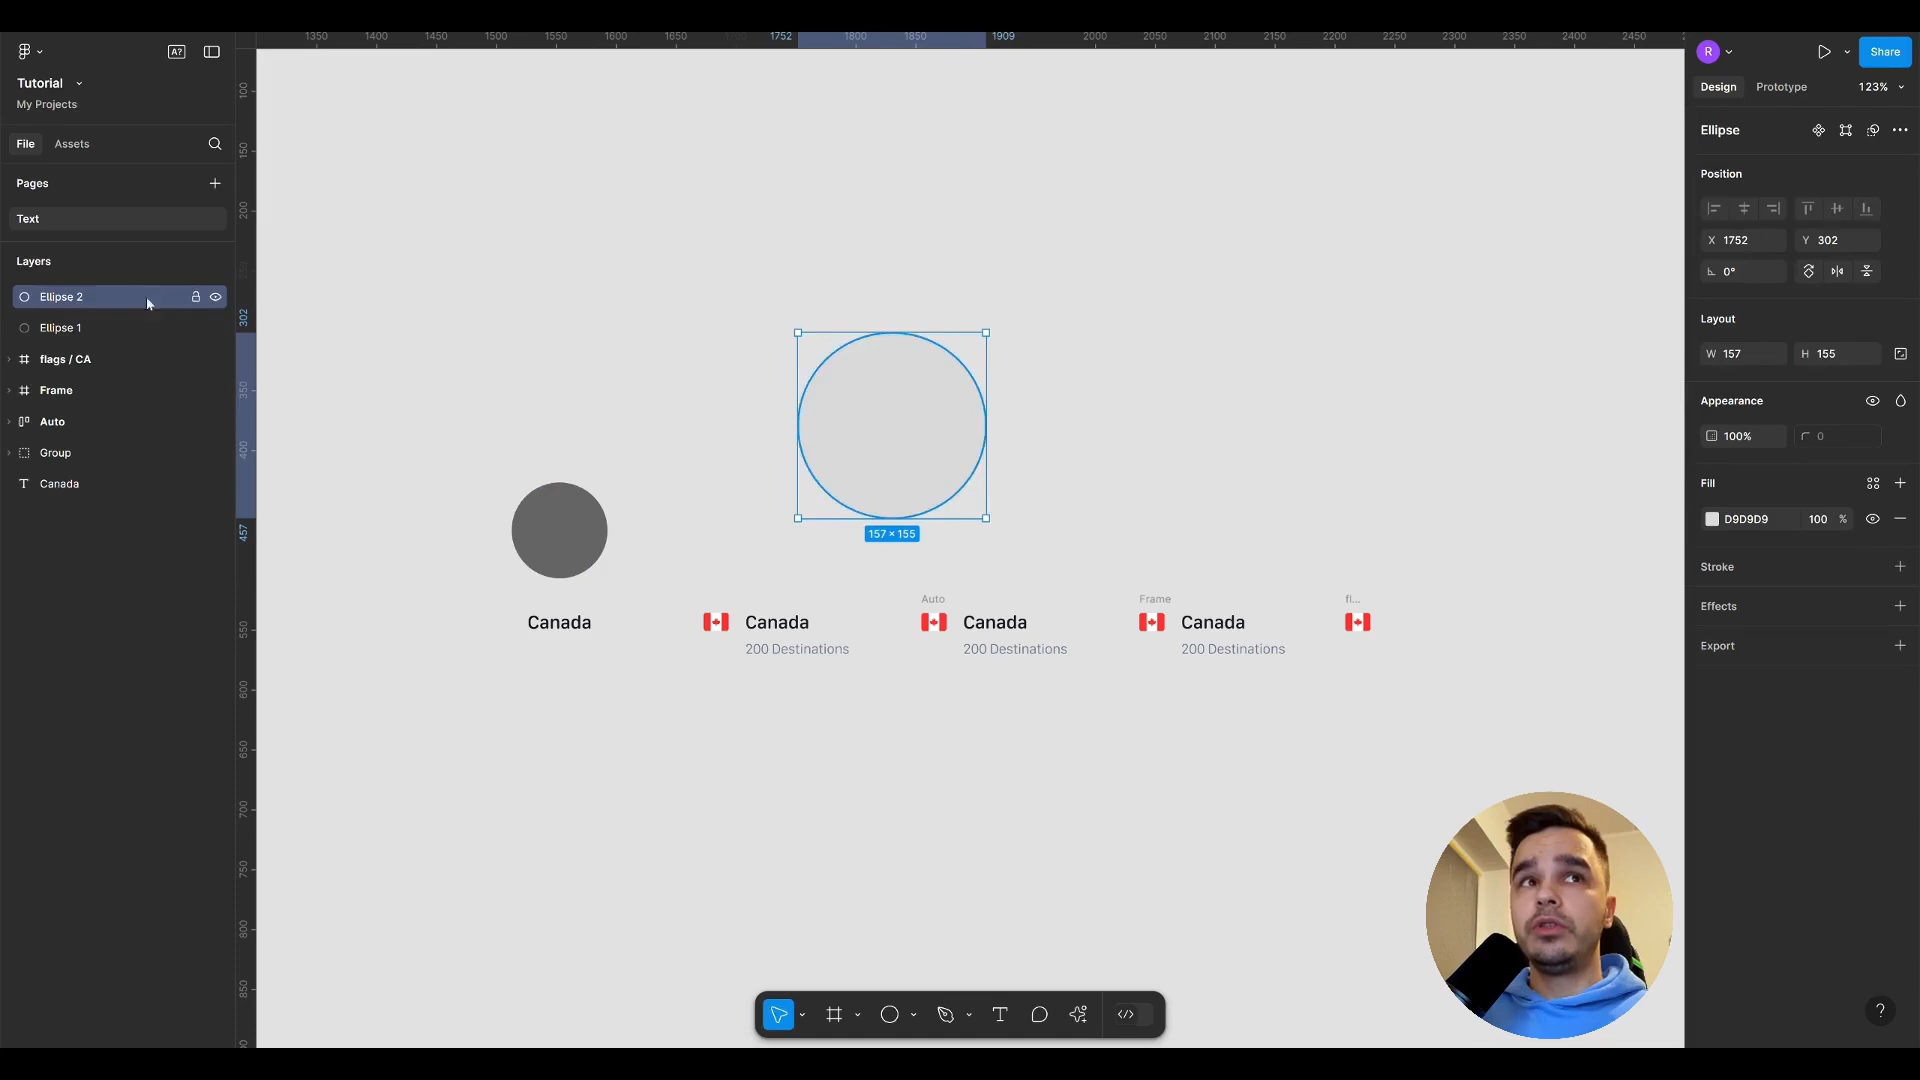 1350 1400 1450 1500 1550 1600 1650 1752 1800 1850 1909 2000 2050 2100 2150 2200 2250 2300 2350 2400 2450
A?
Tutorial
My Projects
File Assets
Pages
Text
Layers
Ellipse 2
Ellipse 1
flags / CA
Frame
Auto
Group
Canada
100
150
200
302
350
400
457
550
600
650
700
750
800
850
157 × 155
Canada
Canada
200 Destinations
Auto
Canada
200 Destinations
Frame
Canada
200 Destinations
fl...
R
Share
Design Prototype 123%
Ellipse
Position
X 1752 Y 302
0°
Layout
W 157 H 155
Appearance
100% 0
Fill
D9D9D9 100 %
Stroke
Effects
Export
?